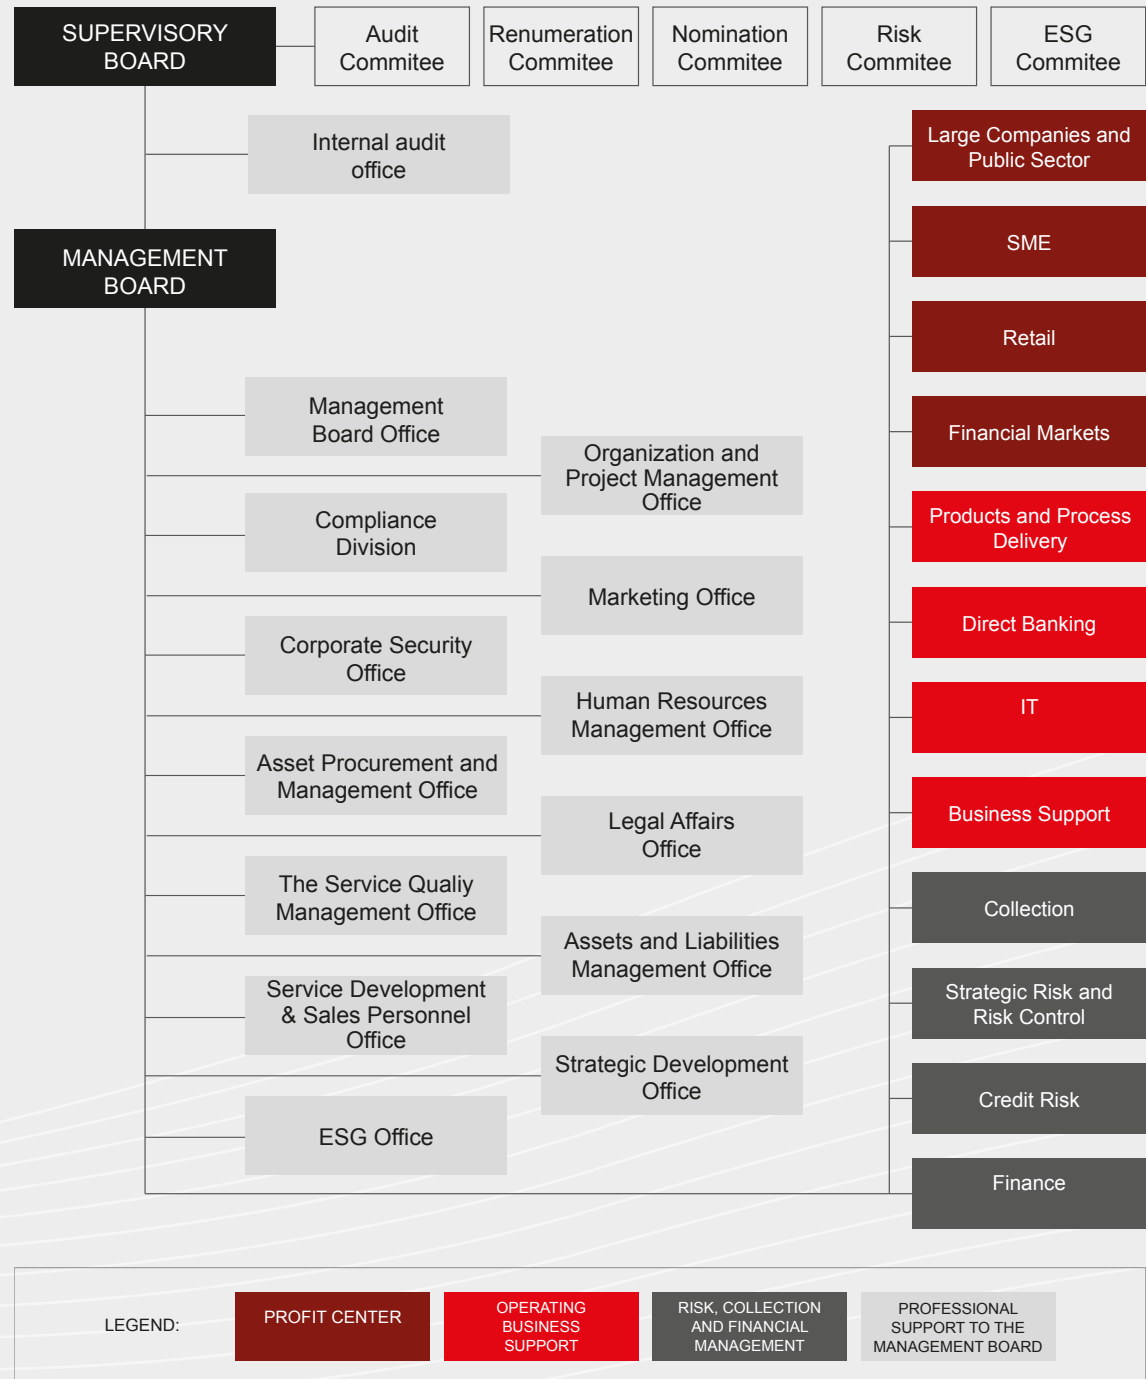 SUPERVISORY
BOARD
Audit
Commitee
Renumeration
Commitee
Nomination
Commitee
Risk
Commitee
ESG
Commitee
Internal audit
office
MANAGEMENT
BOARD
Management
Board Office
Organization and
Project Management
Office
Compliance
Division
Marketing Office
Corporate Security
Office
Human Resources
Management Office
Asset Procurement and
Management Office
Legal Affairs
Office
The Service Qualiy
Management Office
Assets and Liabilities
Management Office
Service Development
& Sales Personnel
Office
Strategic Development
Office
ESG Office
Large Companies and
Public Sector
SME
Retail
Financial Markets
Products and Process
Delivery
Direct Banking
IT
Business Support
Collection
Strategic Risk and
Risk Control
Credit Risk
Finance
LEGEND:
PROFIT CENTER
OPERATING
BUSINESS
SUPPORT
RISK, COLLECTION
AND FINANCIAL
MANAGEMENT
PROFESSIONAL
SUPPORT TO THE
MANAGEMENT BOARD